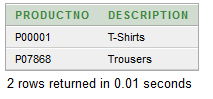 PRODUCTNO DESCRIPTION
P00001 T-Shirts
P07868 Trousers
2 rows returned in 0.01 seconds